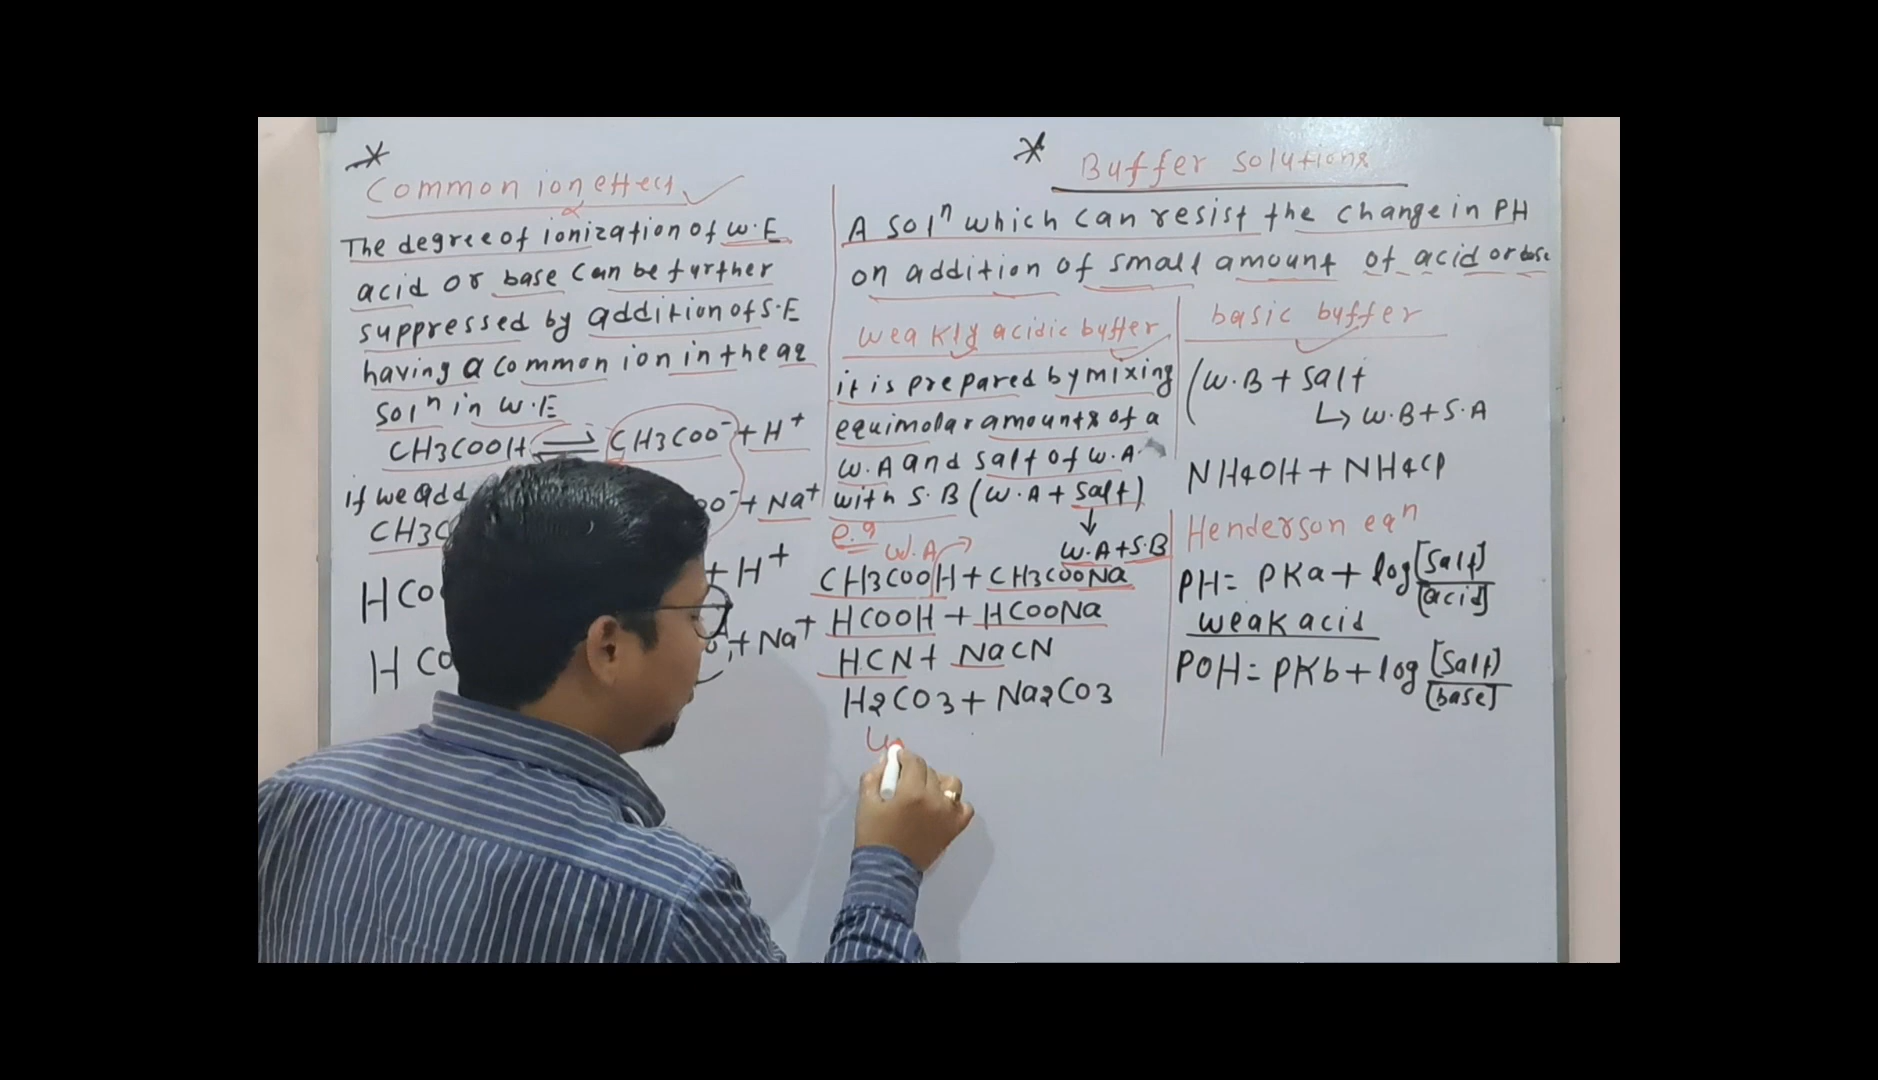 Common ion effect
α
The degree of ionization of W.E
acid or base can be further
suppressed by addition of S.E
having a common ion in the aq
solⁿ in W.E
CH3COOH ⇌ CH3COO⁻ + H⁺
if we add
CH3C OO⁻ + Na⁺
HCO + H⁺
HCO + Na⁺
Buffer solutions
A solⁿ which can resist the change in PH
on addition of small amount of acid or base
Weakly acidic buffer
it is prepared by mixing
equimolar amounts of a
W.A and salt of W.A
with S.B (W.A + Salt)
↓
e.g W.A W.A+S.B
CH3COOH + CH3COONa
HCOOH + HCOONa
HCN + NaCN
H2CO3 + Na2CO3
basic buffer
(W.B + Salt
↳ W.B + S.A
NH4OH + NH4Cl
Henderson eqⁿ
PH = PKa + log [Salt]/[acid]
weak acid
POH = PKb + log [Salt]/[base]